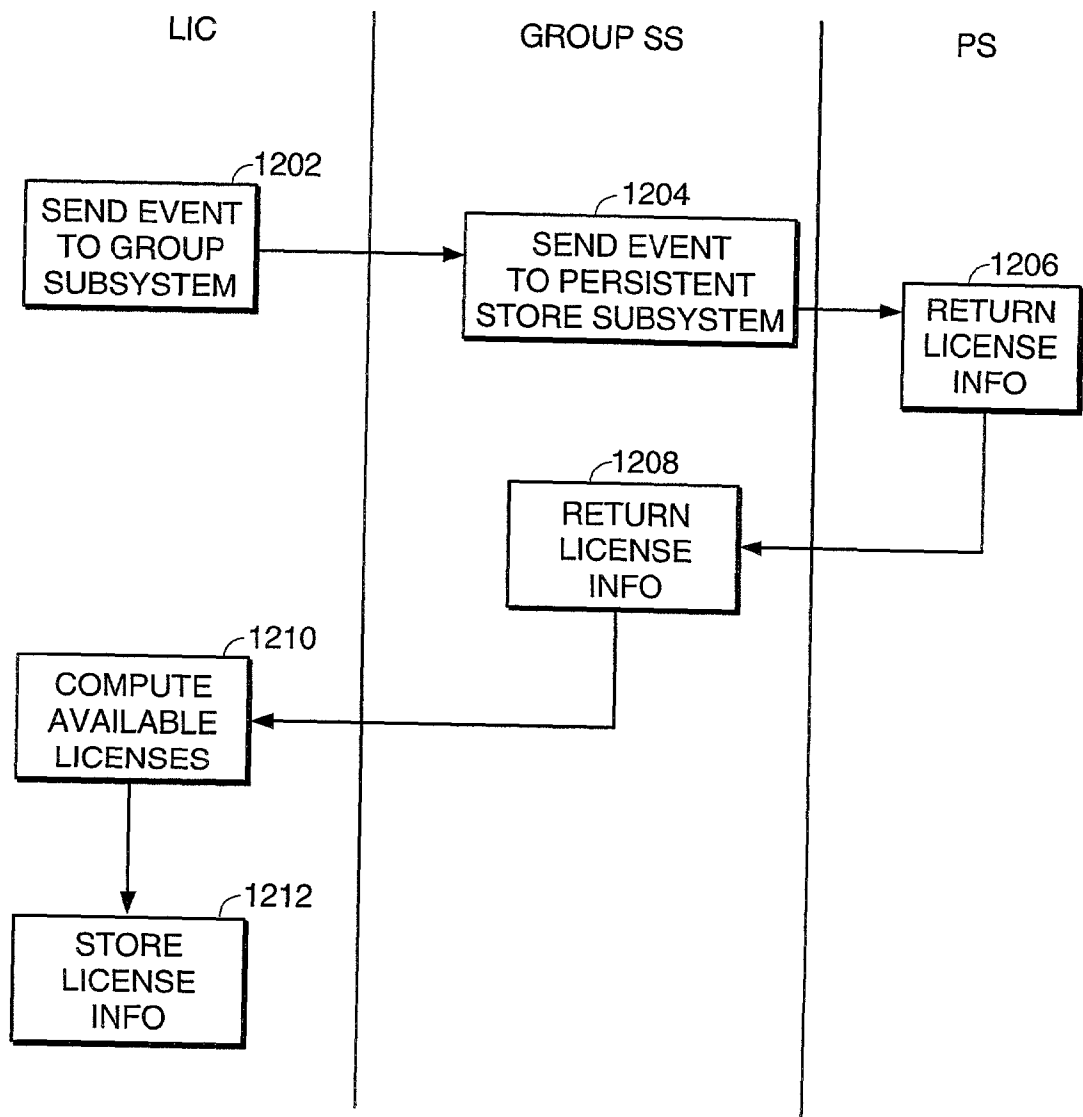 LIC
GROUP SS
PS
1202
SEND EVENT
TO GROUP
SUBSYSTEM
1204
SEND EVENT
TO PERSISTENT
STORE SUBSYSTEM
1206
RETURN
LICENSE
INFO
1208
RETURN
LICENSE
INFO
1210
COMPUTE
AVAILABLE
LICENSES
1212
STORE
LICENSE
INFO